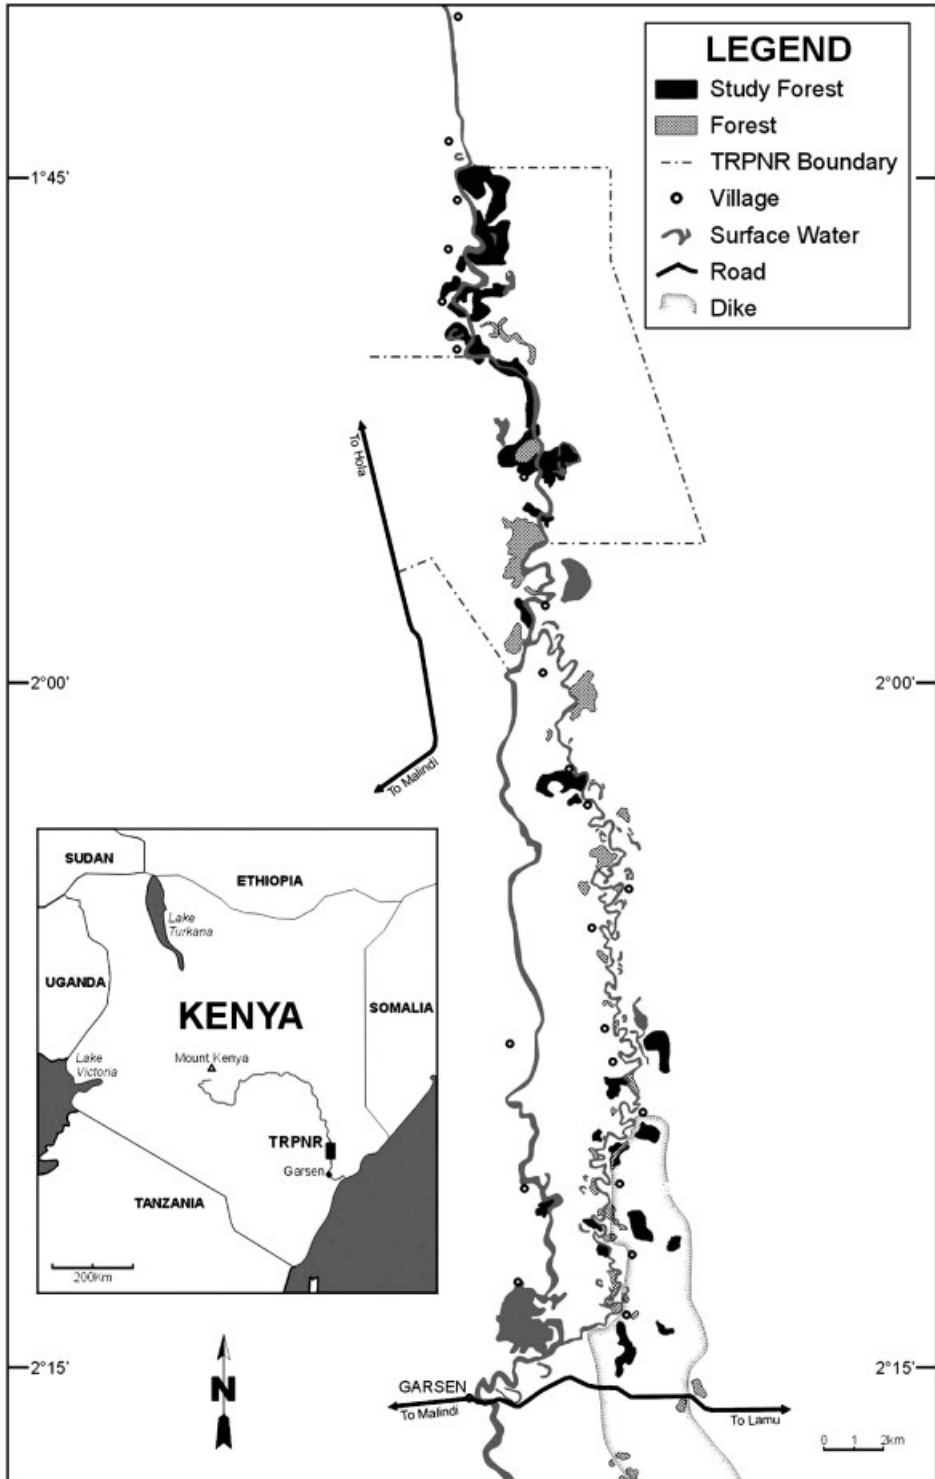 LEGEND
Study Forest
Forest
TRPNR Boundary
Village
Surface Water
Road
Dike
1°45'
To Hola
2°00'
2°00'
To Malindi
SUDAN
ETHIOPIA
Lake
Turkana
UGANDA
KENYA
SOMALIA
Lake
Victoria
Mount Kenya
TRPNR
Garsen
TANZANIA
200Km
N
2°15'
2°15'
GARSEN
To Malindi
To Lamu
0 1 2km